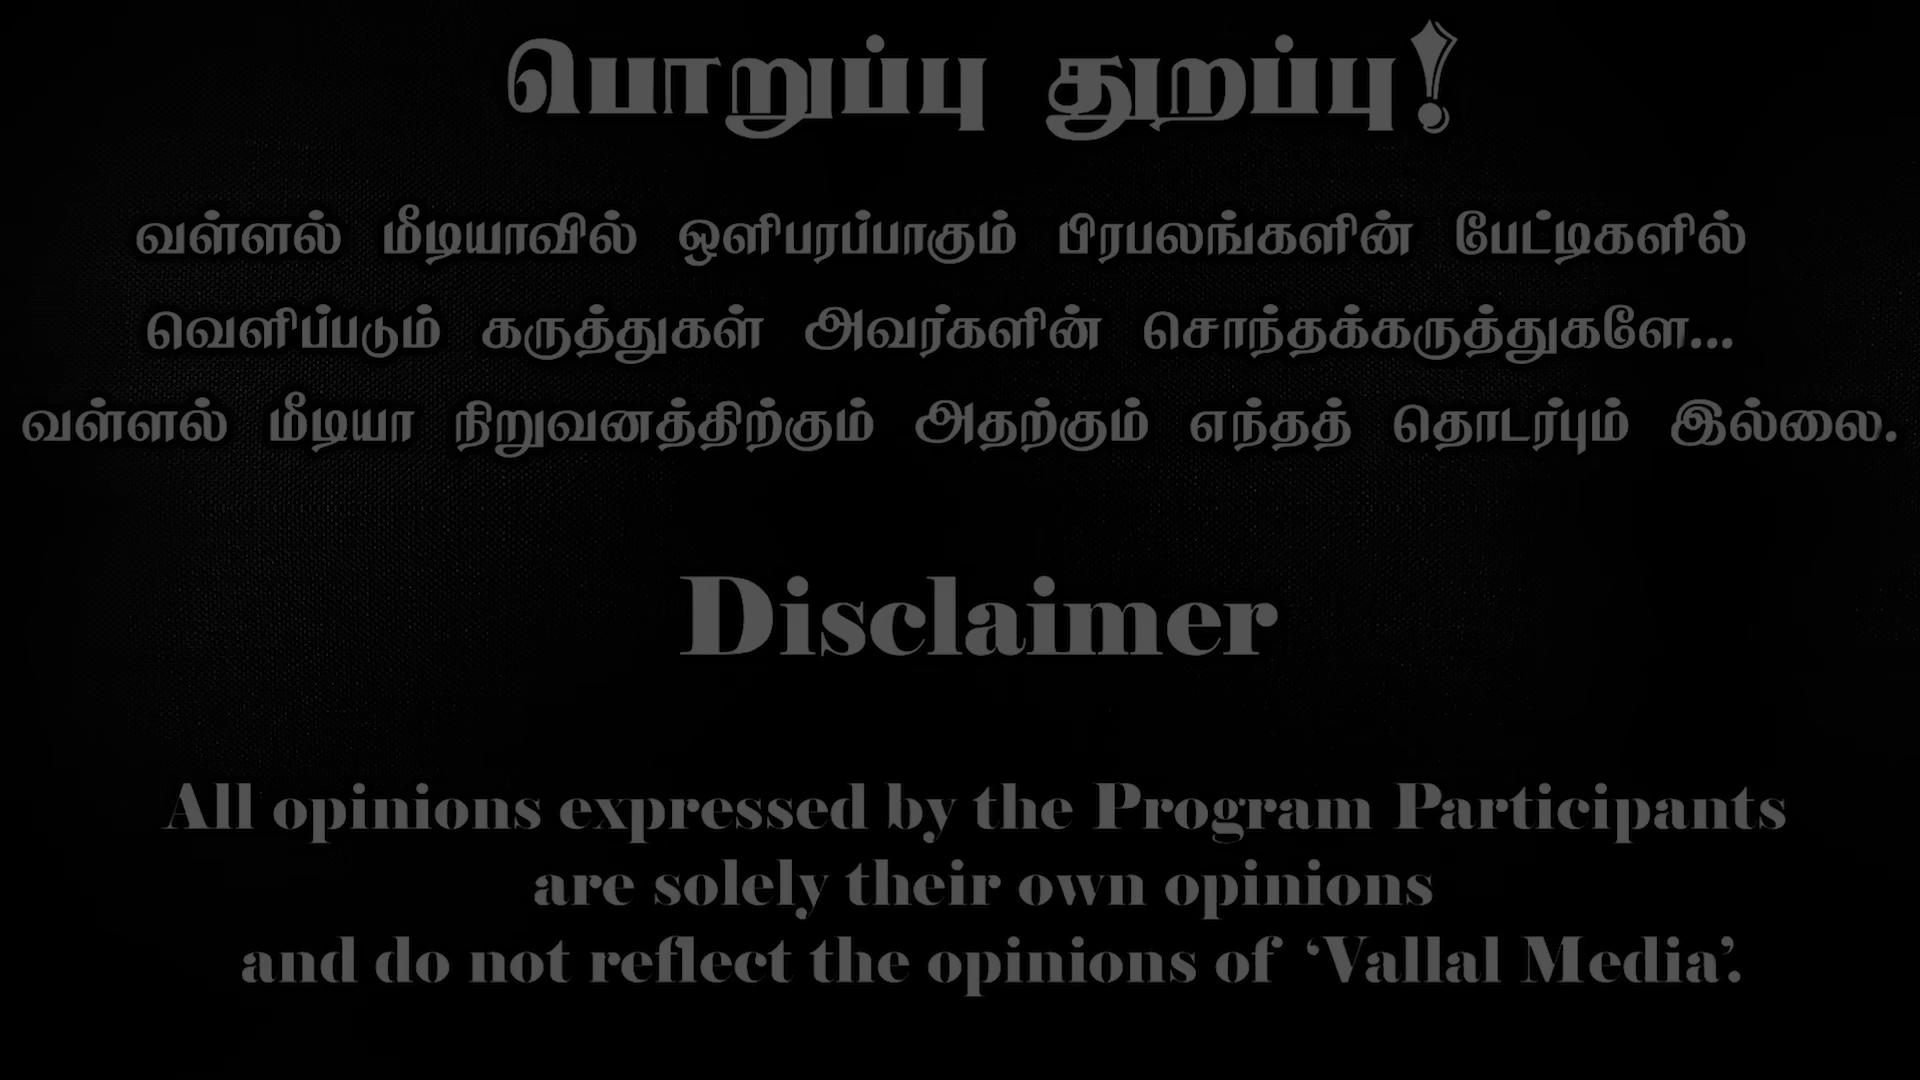 பொறுப்பு துறப்பு!
வள்ளல் மீடியாவில் ஒளிபரப்பாகும் பிரபலங்களின் பேட்டிகளில்
வெளிப்படும் கருத்துகள் அவர்களின் சொந்தக்கருத்துகளே...
வள்ளல் மீடியா நிறுவனத்திற்கும் அதற்கும் எந்தத் தொடர்பும் இல்லை.
Disclaimer
All opinions expressed by the Program Participants
are solely their own opinions
and do not reflect the opinions of ‘Vallal Media’.